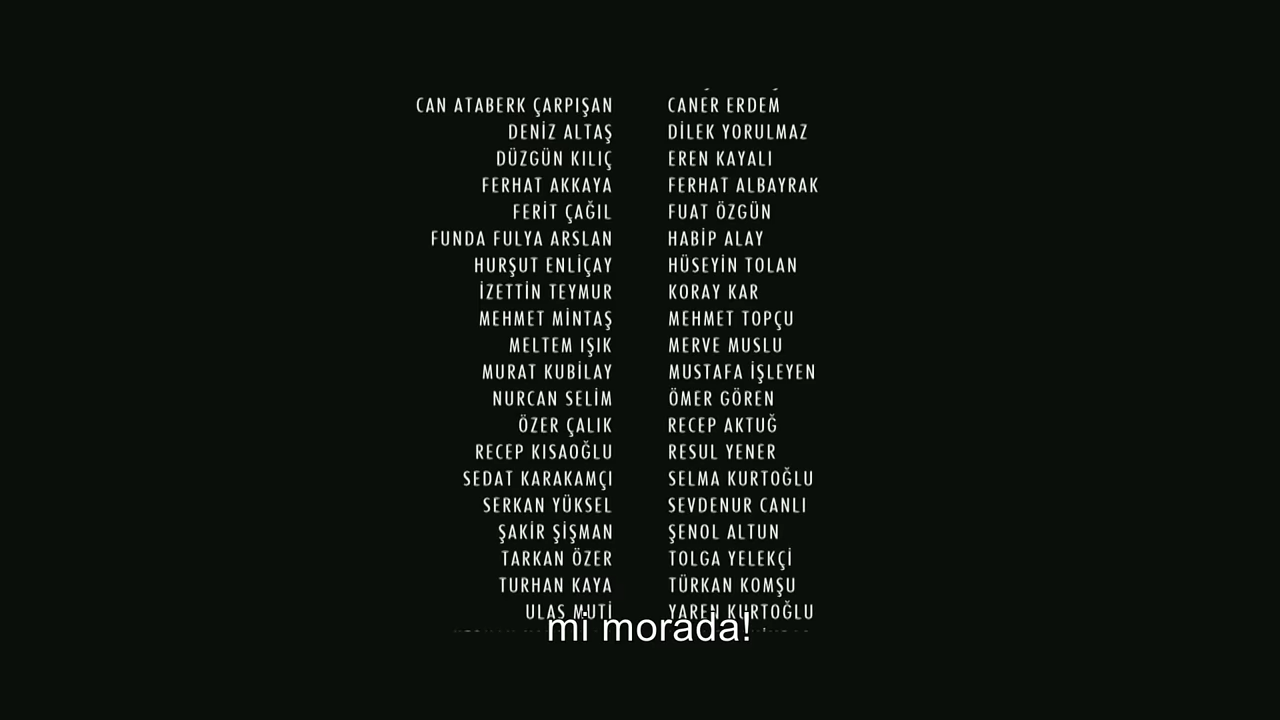 CAN ATABERK ÇARPIŞAN CANER ERDEM
DENİZ ALTAŞ DİLEK YORULMAZ
DÜZGÜN KILIÇ EREN KAYALI
FERHAT AKKAYA FERHAT ALBAYRAK
FERİT ÇAĞIL FUAT ÖZGÜN
FUNDA FULYA ARSLAN HABİP ALAY
HURŞUT ENLİÇAY HÜSEYİN TOLAN
İZETTİN TEYMUR KORAY KAR
MEHMET MİNTAŞ MEHMET TOPÇU
MELTEM IŞIK MERVE MUSLU
MURAT KUBİLAY MUSTAFA İŞLEYEN
NURCAN SELİM ÖMER GÖREN
ÖZER ÇALIK RECEP AKTUĞ
RECEP KISAOĞLU RESUL YENER
SEDAT KARAKAMÇI SELMA KURTOĞLU
SERKAN YÜKSEL SEVDENUR CANLI
ŞAKİR ŞİŞMAN ŞENOL ALTUN
TARKAN ÖZER TOLGA YELEKÇİ
TURHAN KAYA TÜRKAN KOMŞU
ULAŞ MUTİ YAREN KURTOĞLU
mi morada!